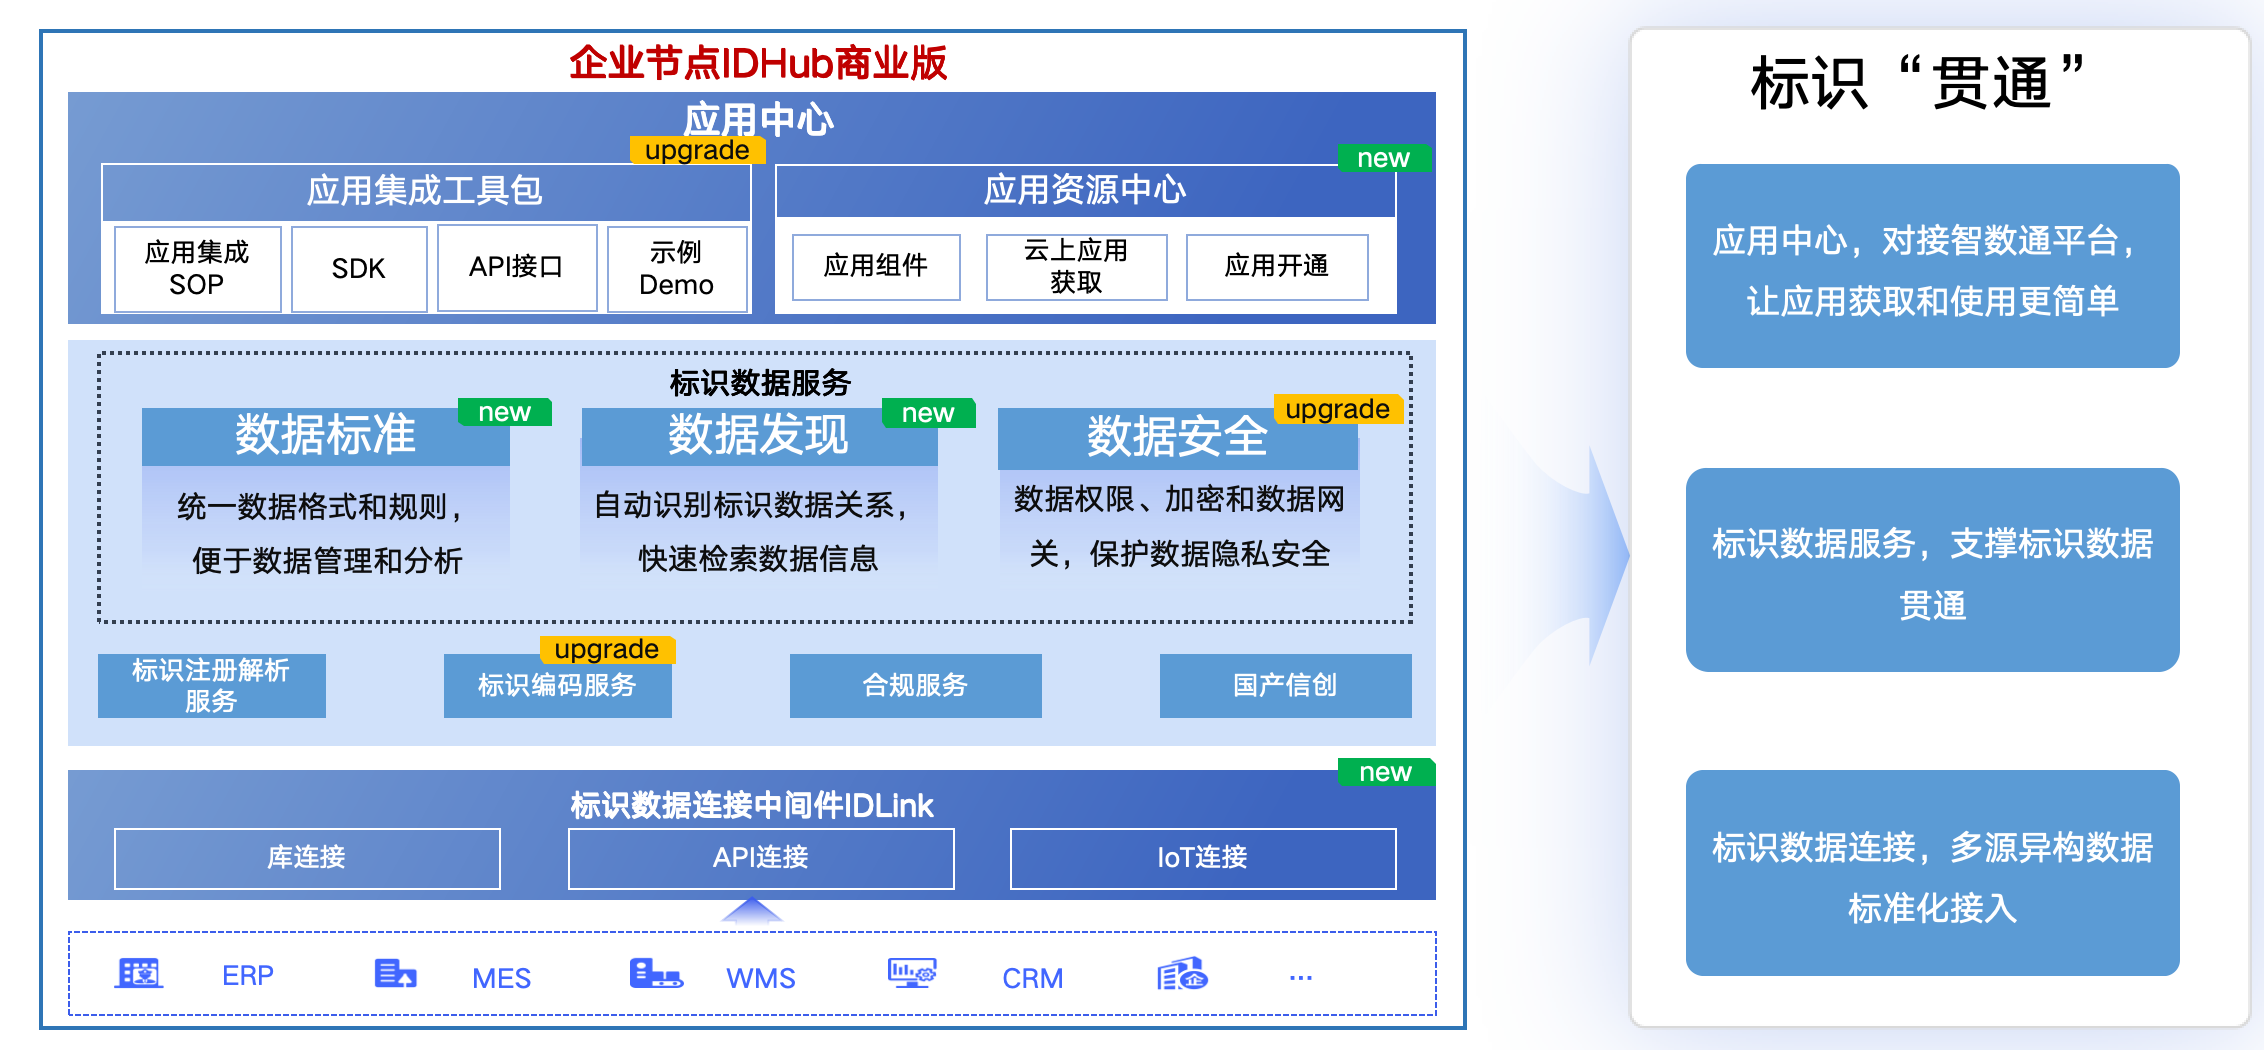 企业节点IDHub商业版
应用中心
upgrade
应用集成工具包
应用集成
SOP
SDK
API接口
示例
Demo
new
应用资源中心
应用组件
云上应用
获取
应用开通
标识数据服务
new
数据标准
统一数据格式和规则，
便于数据管理和分析
new
数据发现
自动识别标识数据关系，
快速检索数据信息
upgrade
数据安全
数据权限、加密和数据网
关，保护数据隐私安全
标识注册解析
服务
upgrade
标识编码服务
合规服务
国产信创
new
标识数据连接中间件IDLink
库连接
API连接
IoT连接
ERP
MES
WMS
CRM
企
...
标识“贯通”
应用中心，对接智数通平台，
让应用获取和使用更简单
标识数据服务，支撑标识数据
贯通
标识数据连接，多源异构数据
标准化接入